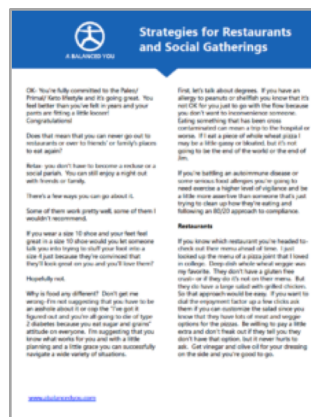 A BALANCED YOU
Strategies for Restaurants
and Social Gatherings
OK- You're fully committed to the Paleo/
Primal/ Keto lifestyle and it's going great. You
feel better than you've felt in years and your
pants are fitting a little looser!
Congratulations!
Does that mean that you can never go out to
restaurants or over to friends' or family's places
to eat again?
Relax- you don't have to become a recluse or a
social pariah. You can still enjoy a night out
with friends or family.
There's a few ways you can go about it.
Some of them work pretty well, some of them I
wouldn't recommend.
If you wear a size 10 shoe and your feet feel
great in a size 10 shoe would you let someone
talk you into trying to stuff your foot into a
size 4 just because they're convinced that
they'll look great on you and you'll love them?
Hopefully not.
Why is food any different? Don't get me
wrong- I'm not suggesting that you have to be
an asshole about it or cop the "I've got it
figured out and you're all going to die of type
2 diabetes because you eat sugar and grains"
attitude on everyone. I'm suggesting that you
know what works for you and with a little
planning and a little grace you can successfully
navigate a wide variety of situations.
First, let's talk about degrees. If you have an
allergy to peanuts or shellfish you know that it's
not OK for you just to go with the flow because
you don't want to inconvenience someone.
Eating something that has been cross
contaminated can mean a trip to the hospital or
worse. If I eat a piece of whole wheat pizza I
may be a little gassy or bloated, but it's not
going to be the end of the world or the end of
Jim.
If you're battling an autoimmune disease or
some serious food allergies you're going to
need exercise a higher level of vigilance and be
a little more assertive than someone that's just
trying to clean up how they're eating and
following an 80/20 approach to compliance.
Restaurants
If you know which restaurant you're headed to-
check out their menu ahead of time. I just
looked up the menu of a pizza joint that I loved
in college. Deep dish whole wheat veggie was
my favorite. They don't have a gluten free
crust- or if they do it's not on their menu. But
they do have a large salad with grilled chicken.
So that approach would be easy. If you want to
dial the enjoyment factor up a few clicks ask
them if you can customize the salad once you
know that they have lots of meat and veggie
options for the pizzas. Be willing to pay a little
extra and don't freak out if they tell you they
don't have that option, but it never hurts to
ask. Get vinegar and olive oil for your dressing
on the side and you're good to go.